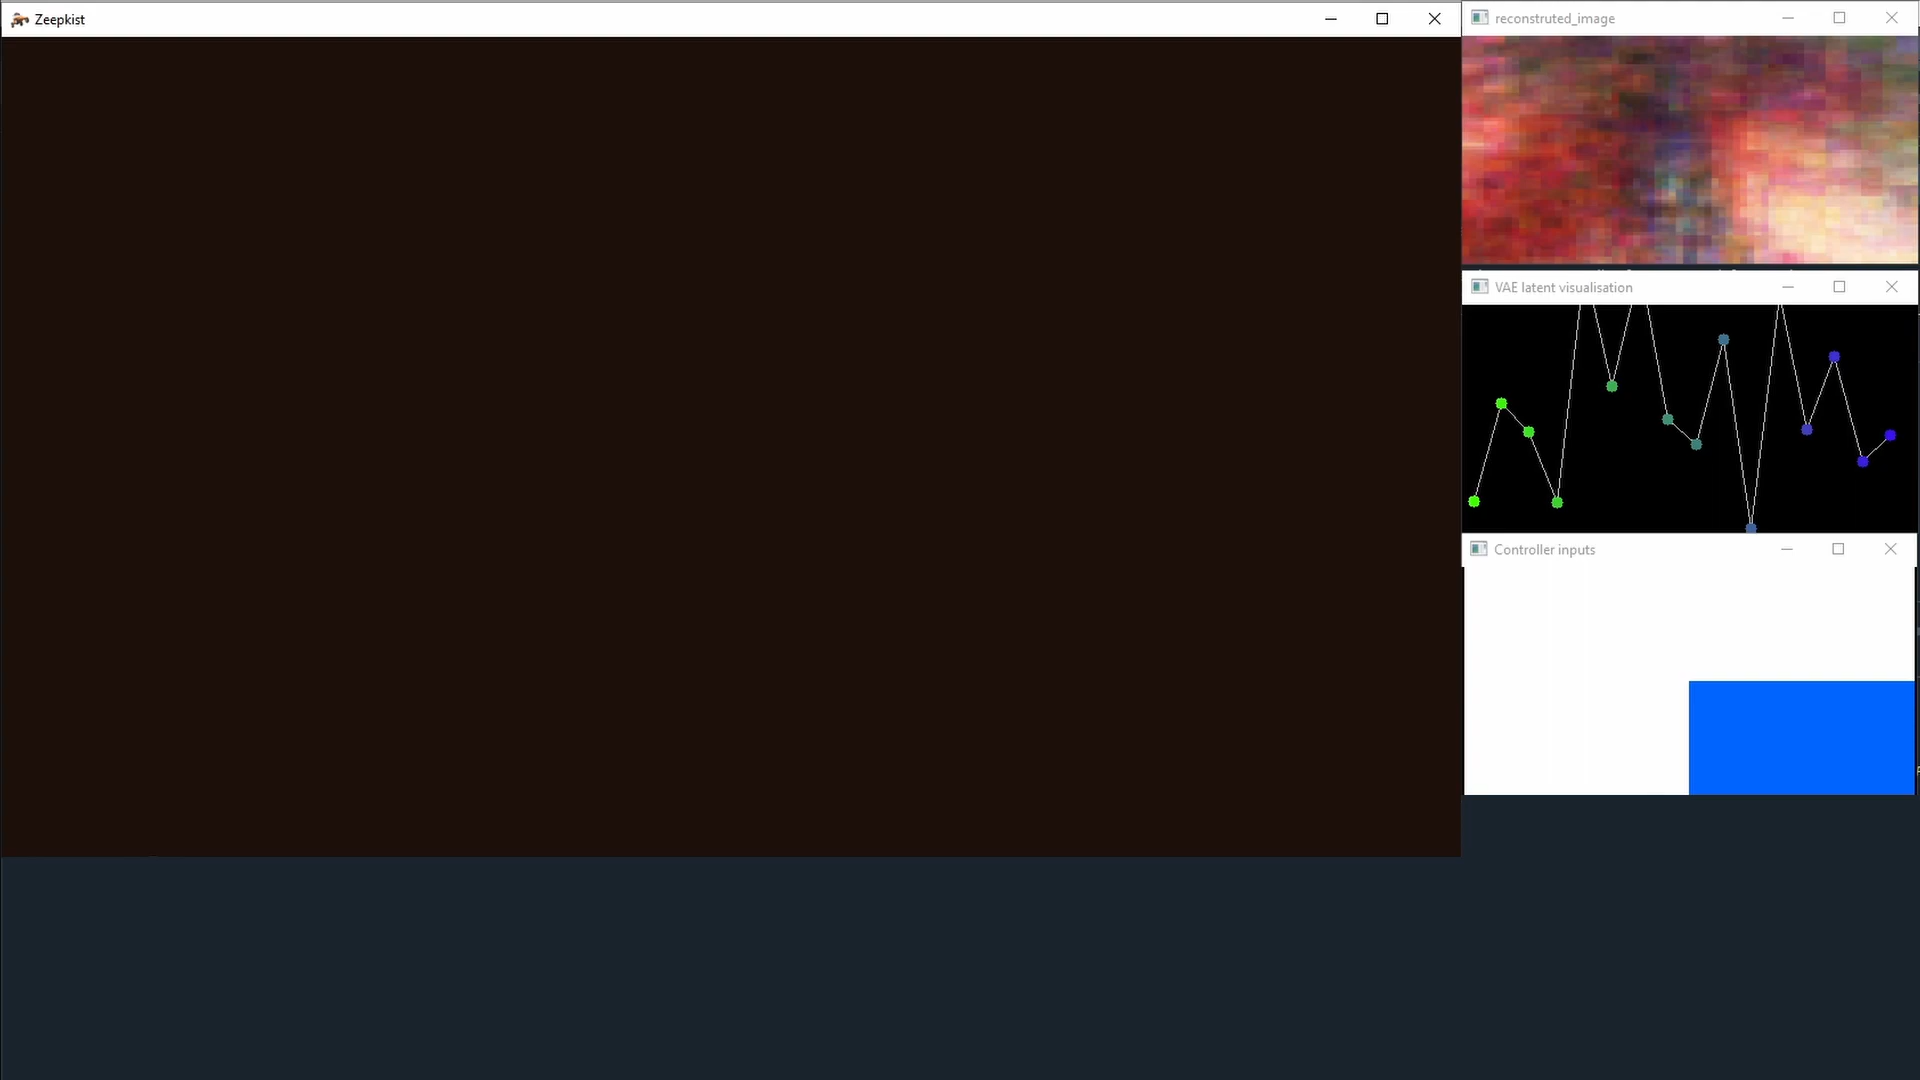 Zeepkist
reconstruted_image
VAE latent visualisation
Controller inputs